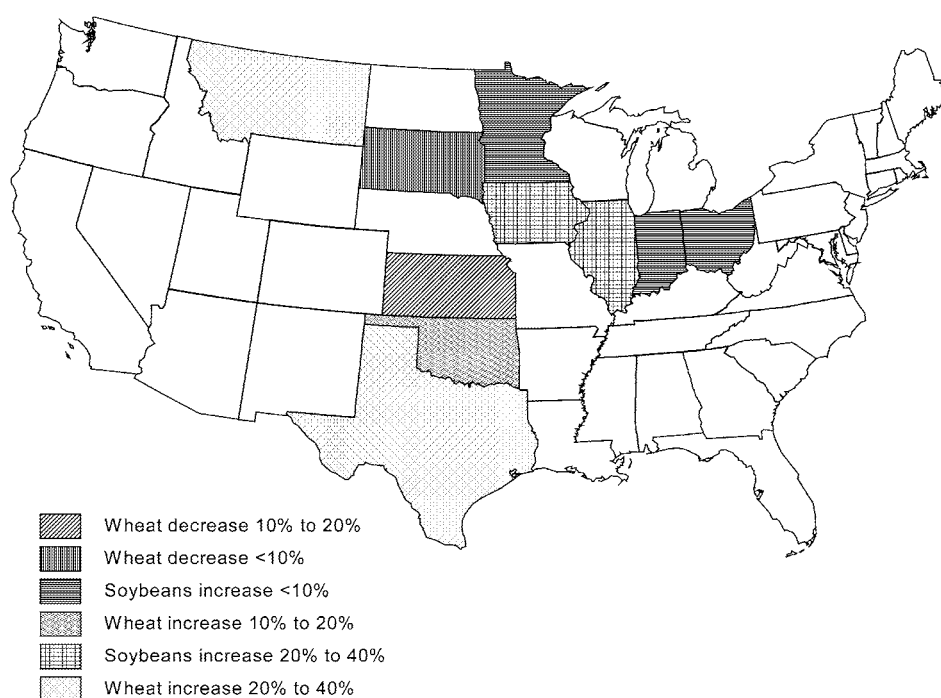 Wheat decrease 10% to 20%
Wheat decrease <10%
Soybeans increase <10%
Wheat increase 10% to 20%
Soybeans increase 20% to 40%
Wheat increase 20% to 40%